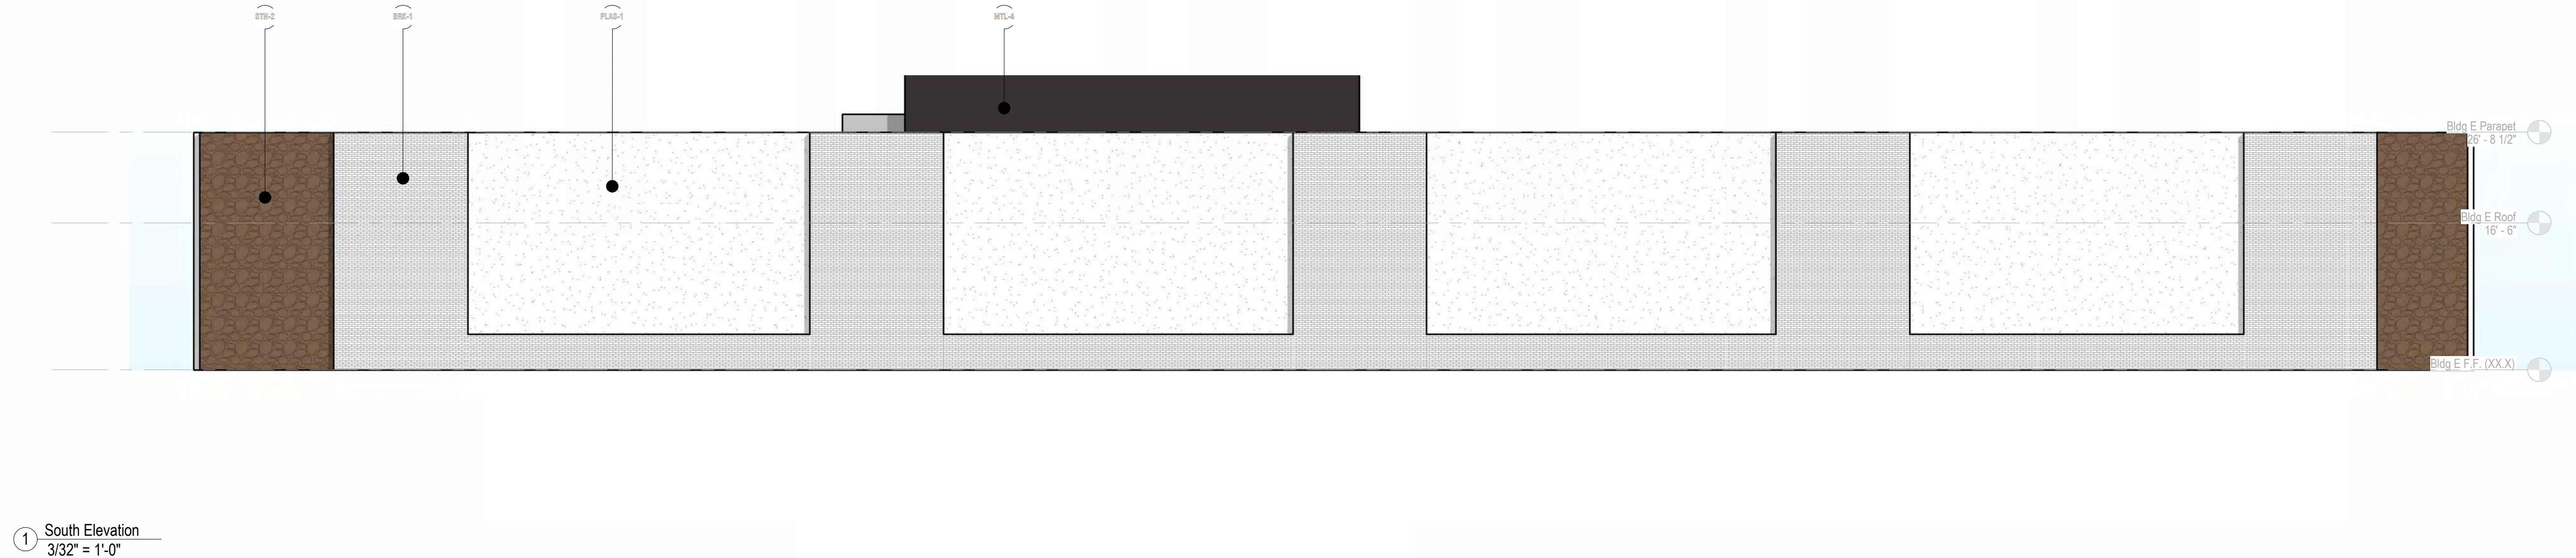 STN-2
BRK-1
PLAS-1
MTL-4
Bldg E Parapet
26' - 8 1/2"
Bldg E Roof
16' - 6"
Bldg E F.F. (XX.X)
1
South Elevation
3/32" = 1'-0"